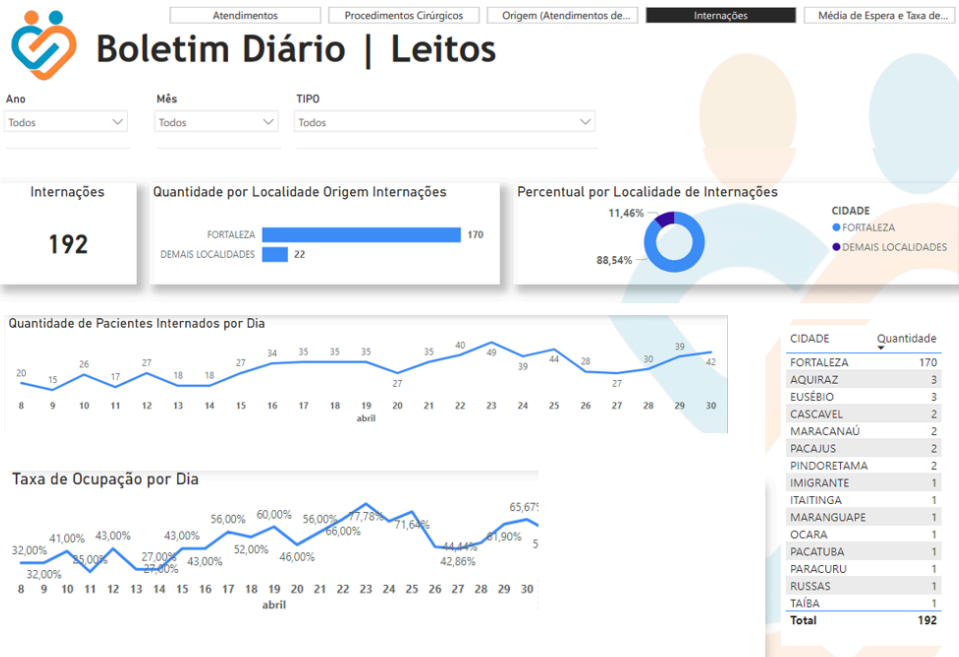 Atendimentos
Procedimentos Cirúrgicos
Origem (Atendimentos de...
Internações
Média de Espera e Taxa de...
Boletim Diário | Leitos
Ano
Mês
TIPO
Todos
Todos
Todos
Internações
192
Quantidade por Localidade Origem Internações
FORTALEZA 170
DEMAIS LOCALIDADES 22
Percentual por Localidade de Internações
11,46%
88,54%
CIDADE
FORTALEZA
DEMAIS LOCALIDADES
Quantidade de Pacientes Internados por Dia
20 15 26 17 27 18 18 27 34 35 35 35 27 35 40 49 39 44 28 27 30 39 42
8 9 10 11 12 13 14 15 16 17 18 19 20 21 22 23 24 25 26 27 28 29 30
abril
CIDADE Quantidade
FORTALEZA 170
AQUIRAZ 3
EUSÉBIO 3
CASCAVEL 2
MARACANAÚ 2
PACAJUS 2
PINDORETAMA 2
IMIGRANTE 1
ITAITINGA 1
MARANGUAPE 1
OCARA 1
PACATUBA 1
PARACURU 1
RUSSAS 1
TAÍBA 1
Total 192
Taxa de Ocupação por Dia
32,00% 32,00% 41,00% 25,00% 43,00% 27,00% 27,00% 43,00% 43,00% 56,00% 52,00% 60,00% 46,00% 56,00% 66,00% 77,78% 71,64% 42,86% 44,44% 61,90% 65,67%
8 9 10 11 12 13 14 15 16 17 18 19 20 21 22 23 24 25 26 27 28 29 30
abril